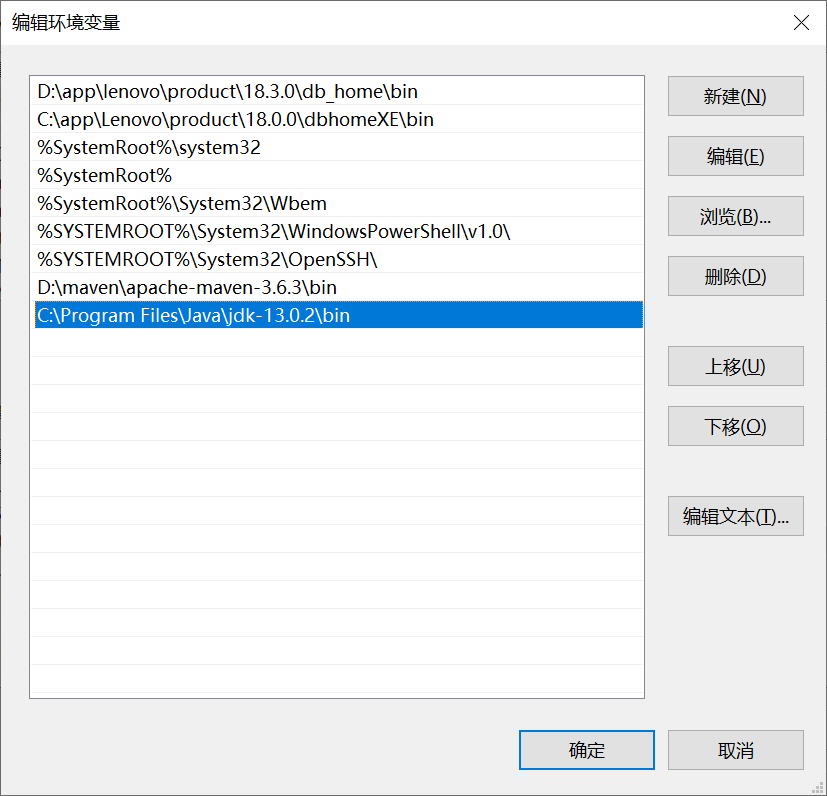 编辑环境变量
D:\app\lenovo\product\18.3.0\db_home\bin
C:\app\Lenovo\product\18.0.0\dbhomeXE\bin
%SystemRoot%\system32
%SystemRoot%
%SystemRoot%\System32\Wbem
%SYSTEMROOT%\System32\WindowsPowerShell\v1.0\
%SYSTEMROOT%\System32\OpenSSH\
D:\maven\apache-maven-3.6.3\bin
C:\Program Files\Java\jdk-13.0.2\bin
新建(N)
编辑(E)
浏览(B)...
删除(D)
上移(U)
下移(O)
编辑文本(T)...
确定
取消